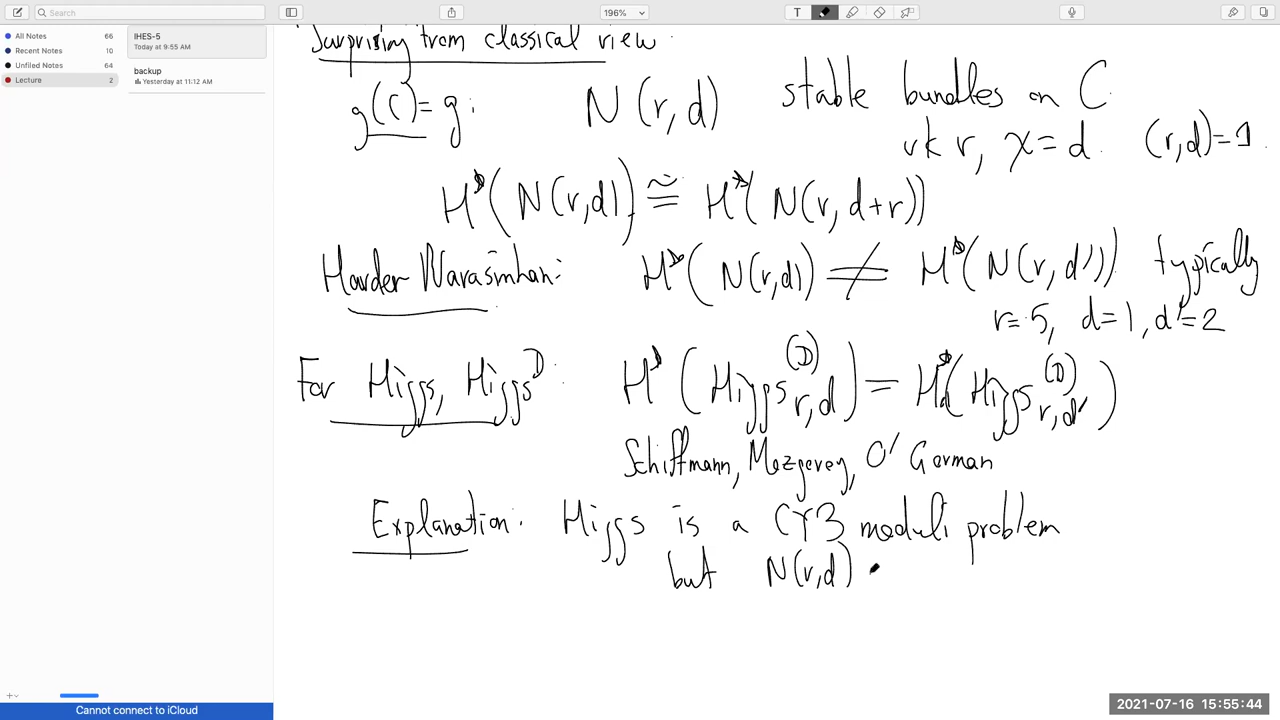 Search
196%
T
All Notes 66
Recent Notes 10
Unfiled Notes 64
Lecture 2
IHES-5
Today at 9:55 AM
backup
Yesterday at 11:12 AM
Surprising from classical view.
g(C)=g: N(r,d) stable bundles on C
rk r, χ=d. (r,d)=1.
H*(N(r,d)) ≅ H*(N(r,d+r))
Harder Narasimhan: H*(N(r,d)) ≠ H*(N(r,d')) typically
r=5, d=1, d'=2
For Higgs, Higgs^D: H*(Higgs^(D)_r,d) = H*(Higgs^(D)_r,d')
Schiffmann, Mozgovoy, O'Gorman
Explanation: Higgs is a CY3 moduli problem
but N(r,d)
Cannot connect to iCloud
2021-07-16 15:55:44